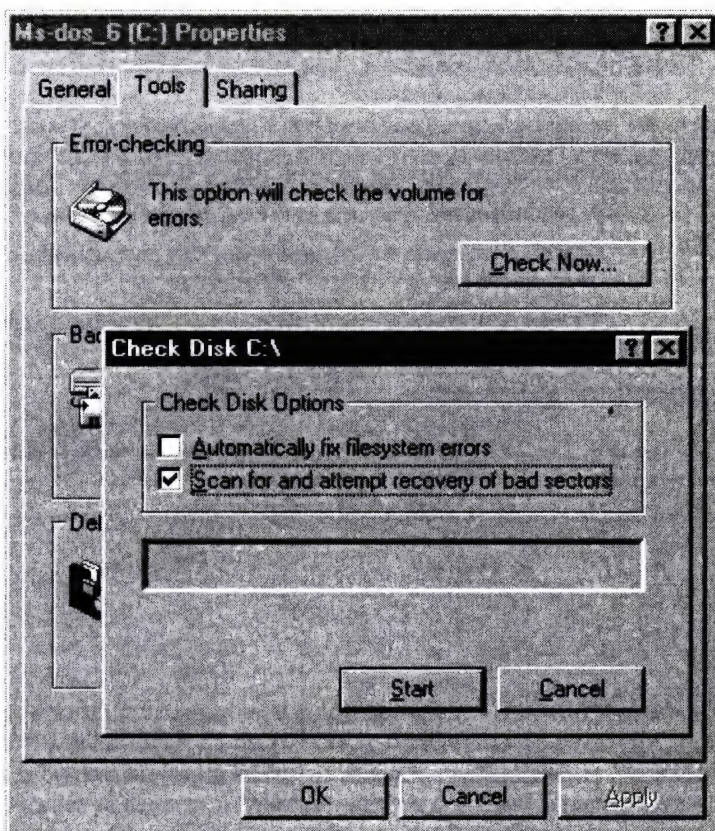 Ms-dos_6 (C:) Properties
General Tools Sharing
Error-checking
This option will check the volume for
errors.
Check Now...
Bac
Check Disk C:\
Check Disk Options
Automatically fix filesystem errors
Scan for and attempt recovery of bad sectors
Def
Start Cancel
OK Cancel Apply